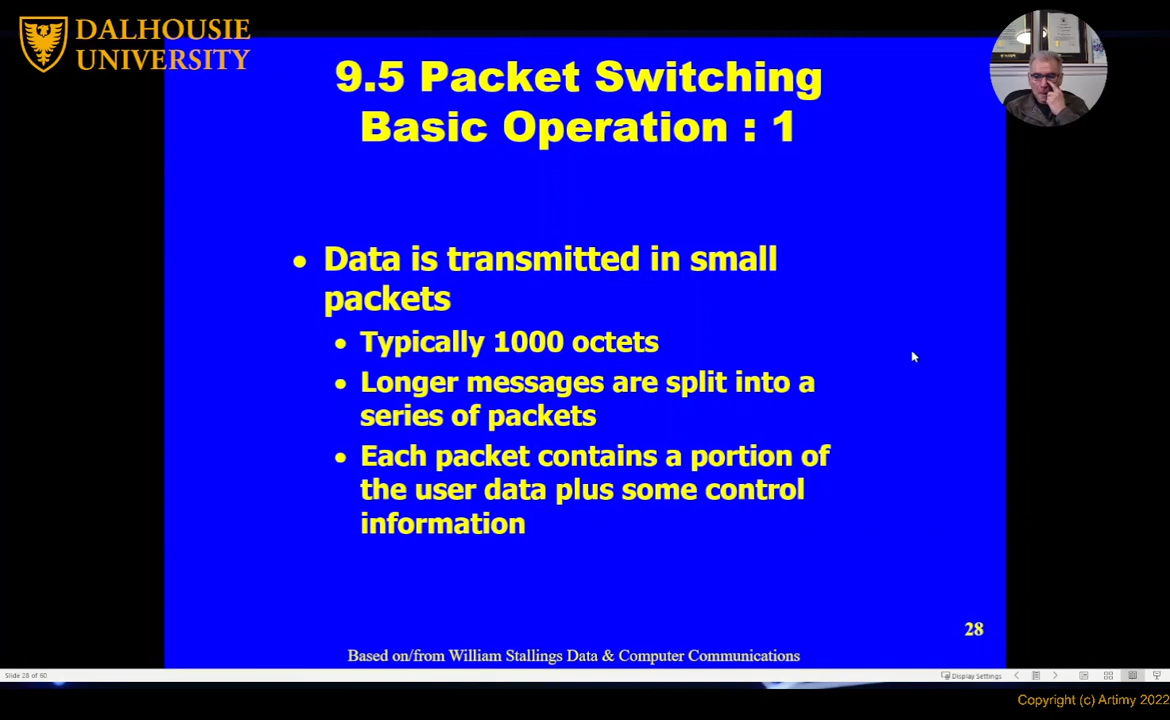 DALHOUSIE
UNIVERSITY
9.5 Packet Switching
Basic Operation : 1
• Data is transmitted in small
packets
• Typically 1000 octets
• Longer messages are split into a
series of packets
• Each packet contains a portion of
the user data plus some control
information
28
Based on/from William Stallings Data & Computer Communications
Slide 28 of 60
Display Settings
Copyright (c) Artimy 2022